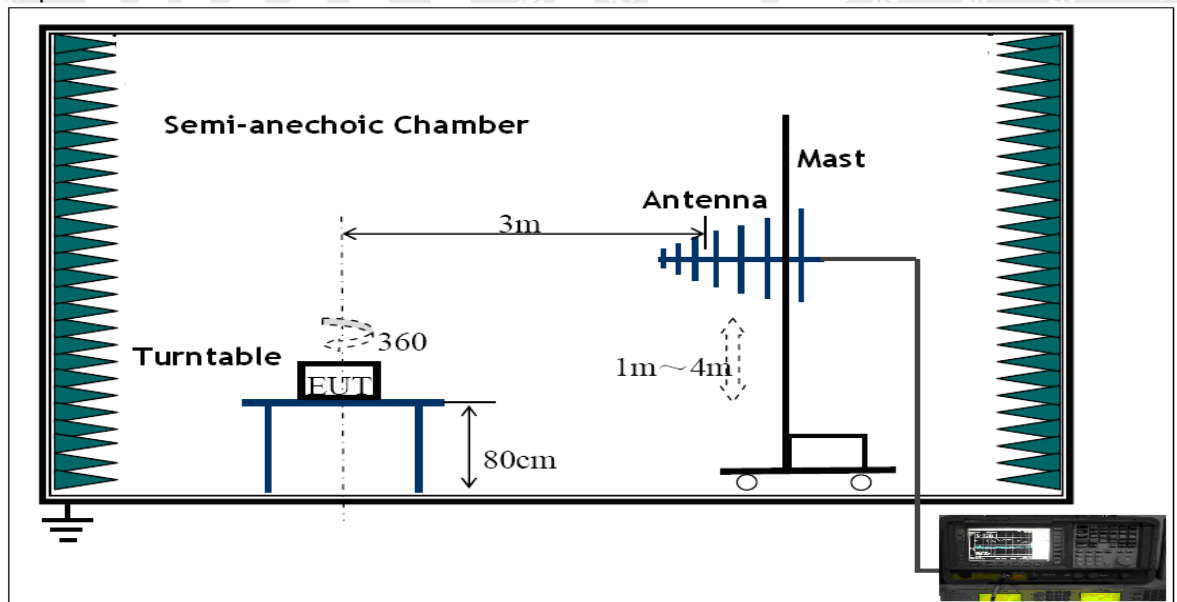 Semi-anechoic Chamber
Mast
Antenna
3m
360
Turntable
EUT
1m～4m
80cm